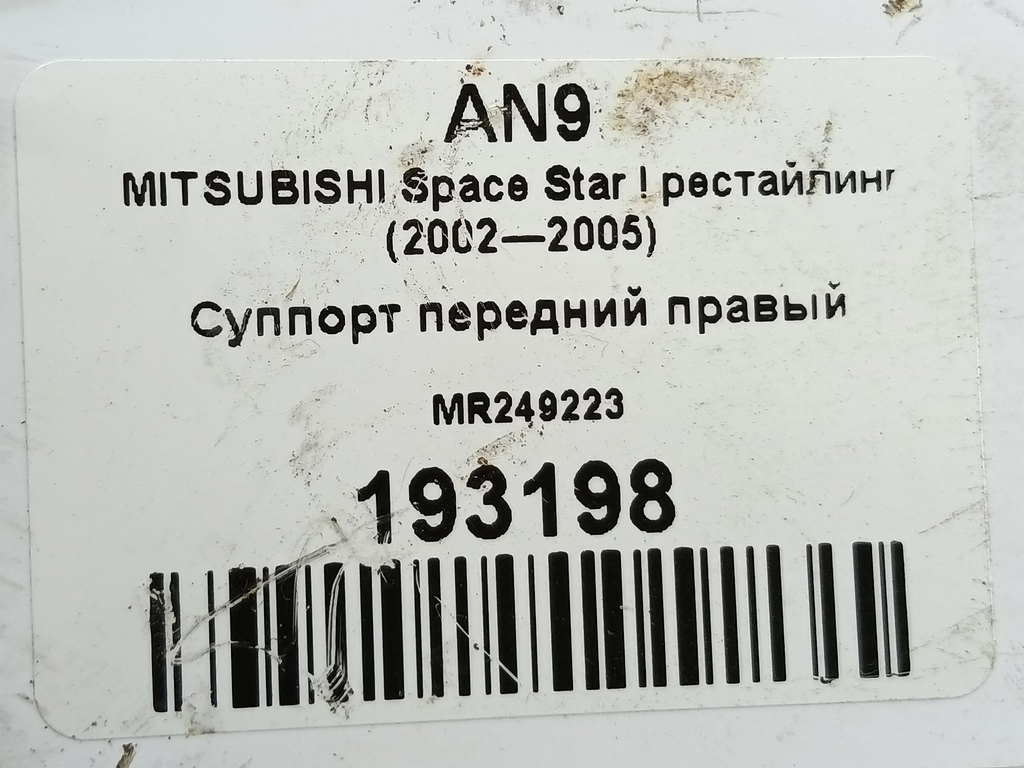 AN9
MITSUBISHI Space Star I рестайлинг
(2002—2005)
Суппорт передний правый
MR249223
193198